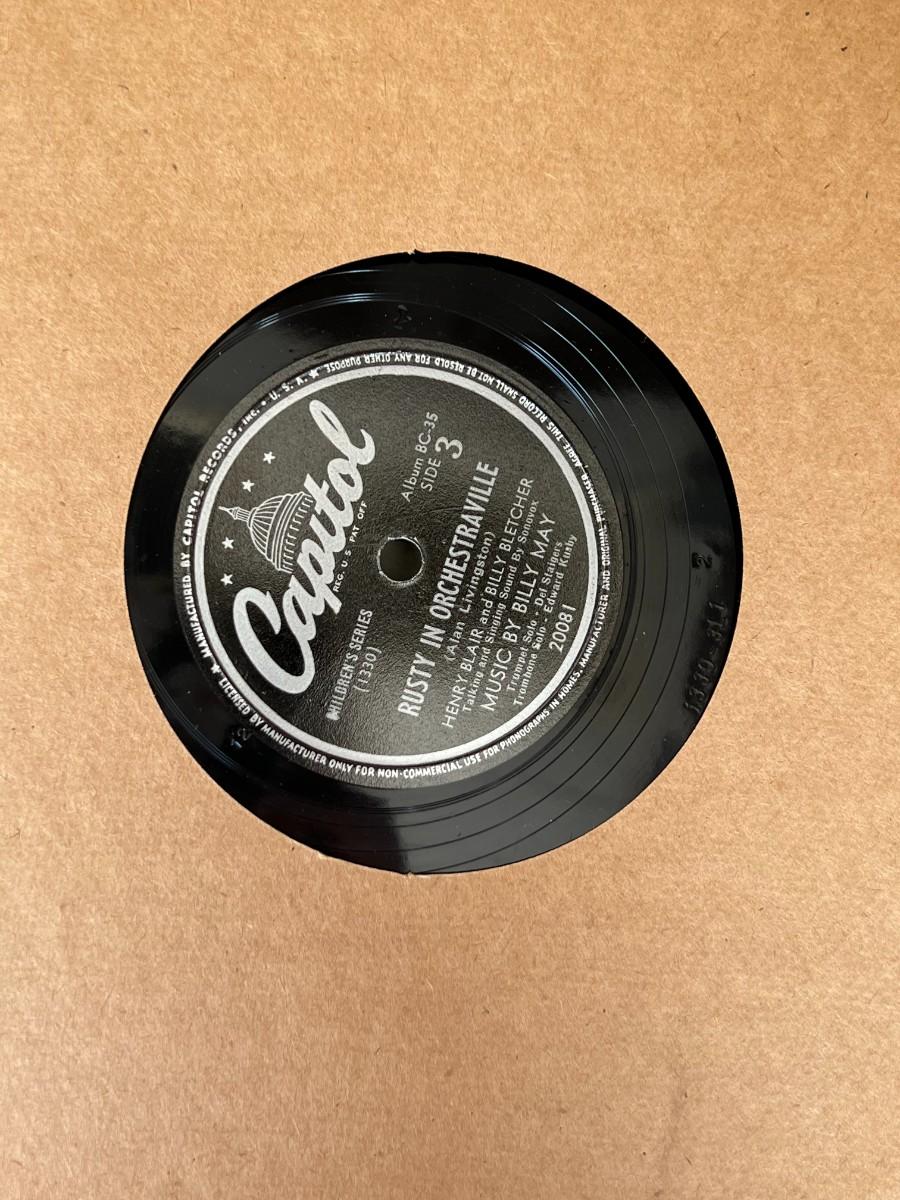 Capitol
REG. U.S. PAT. OFF.
CHILDREN'S SERIES
(1330)
Album BC-35
SIDE 3
RUSTY IN ORCHESTRAVILLE
(Alan Livingston)
HENRY BLAIR and BILLY BLETCHER
Talking and Singing Sound By Sonovox
MUSIC BY BILLY MAY
Trumpet Solo - Def Staigers
Trombone Solo - Edward Kusby
20081
★ MANUFACTURED BY CAPITOL RECORDS, INC. • U. S. A. ★
LICENSED BY MANUFACTURER ONLY FOR NON-COMMERCIAL USE FOR PHONOGRAPHS IN HOMES. MANUFACTURER AND ORIGINAL PURCHASER AGREE THIS RECORD SHALL NOT BE RESOLD FOR ANY OTHER PURPOSE
2